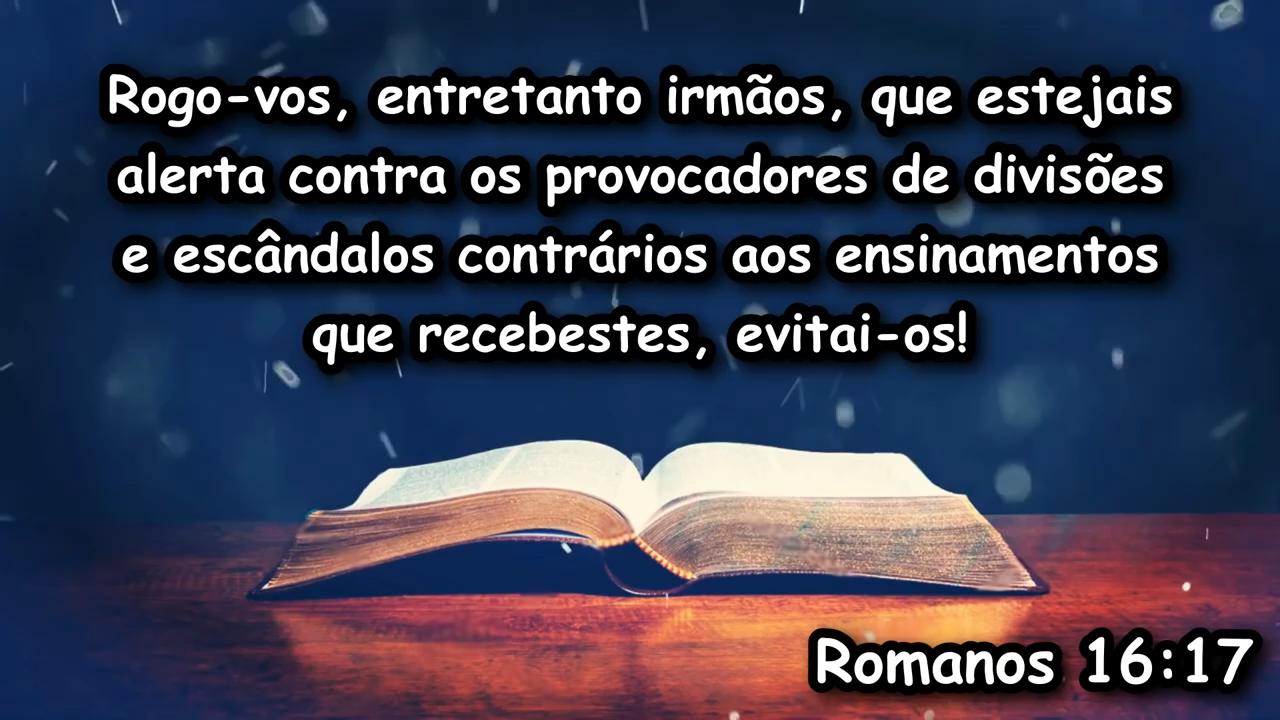 Rogo-vos, entretanto irmãos, que estejais
alerta contra os provocadores de divisões
e escândalos contrários aos ensinamentos
que recebestes, evitai-os!
Romanos 16:17